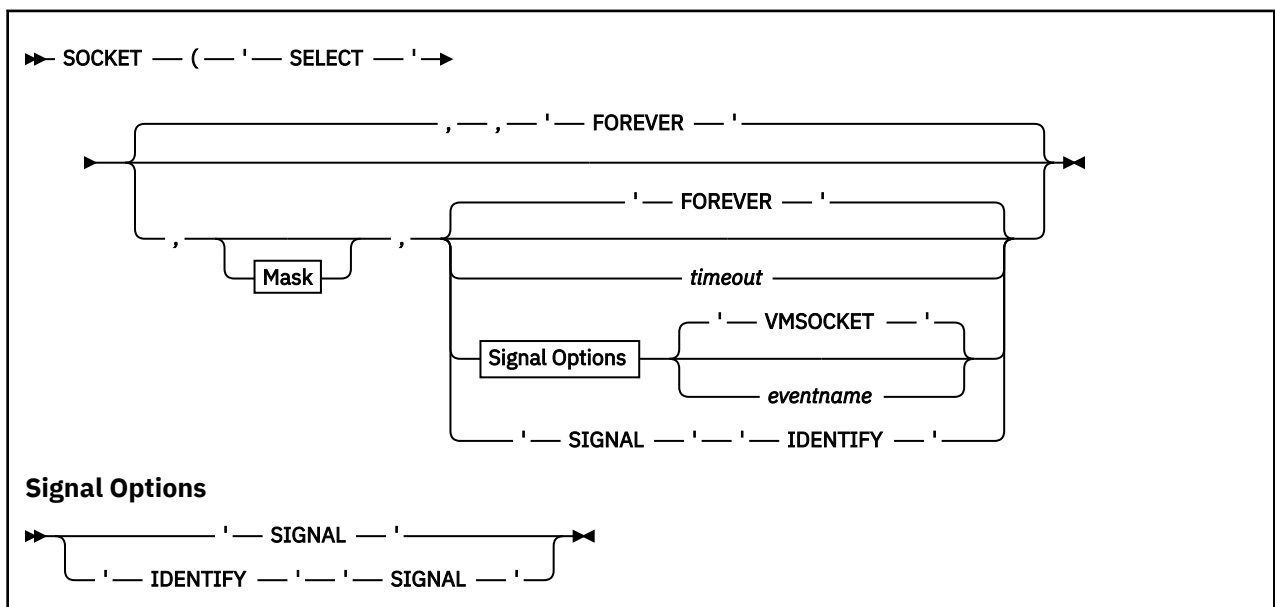 SOCKET ( ' SELECT '
, , ' FOREVER '
' FOREVER '
, Mask ,
timeout
' VMSOCKET '
Signal Options
eventname
' SIGNAL ' ' IDENTIFY '
Signal Options
' SIGNAL '
' IDENTIFY ' ' SIGNAL '